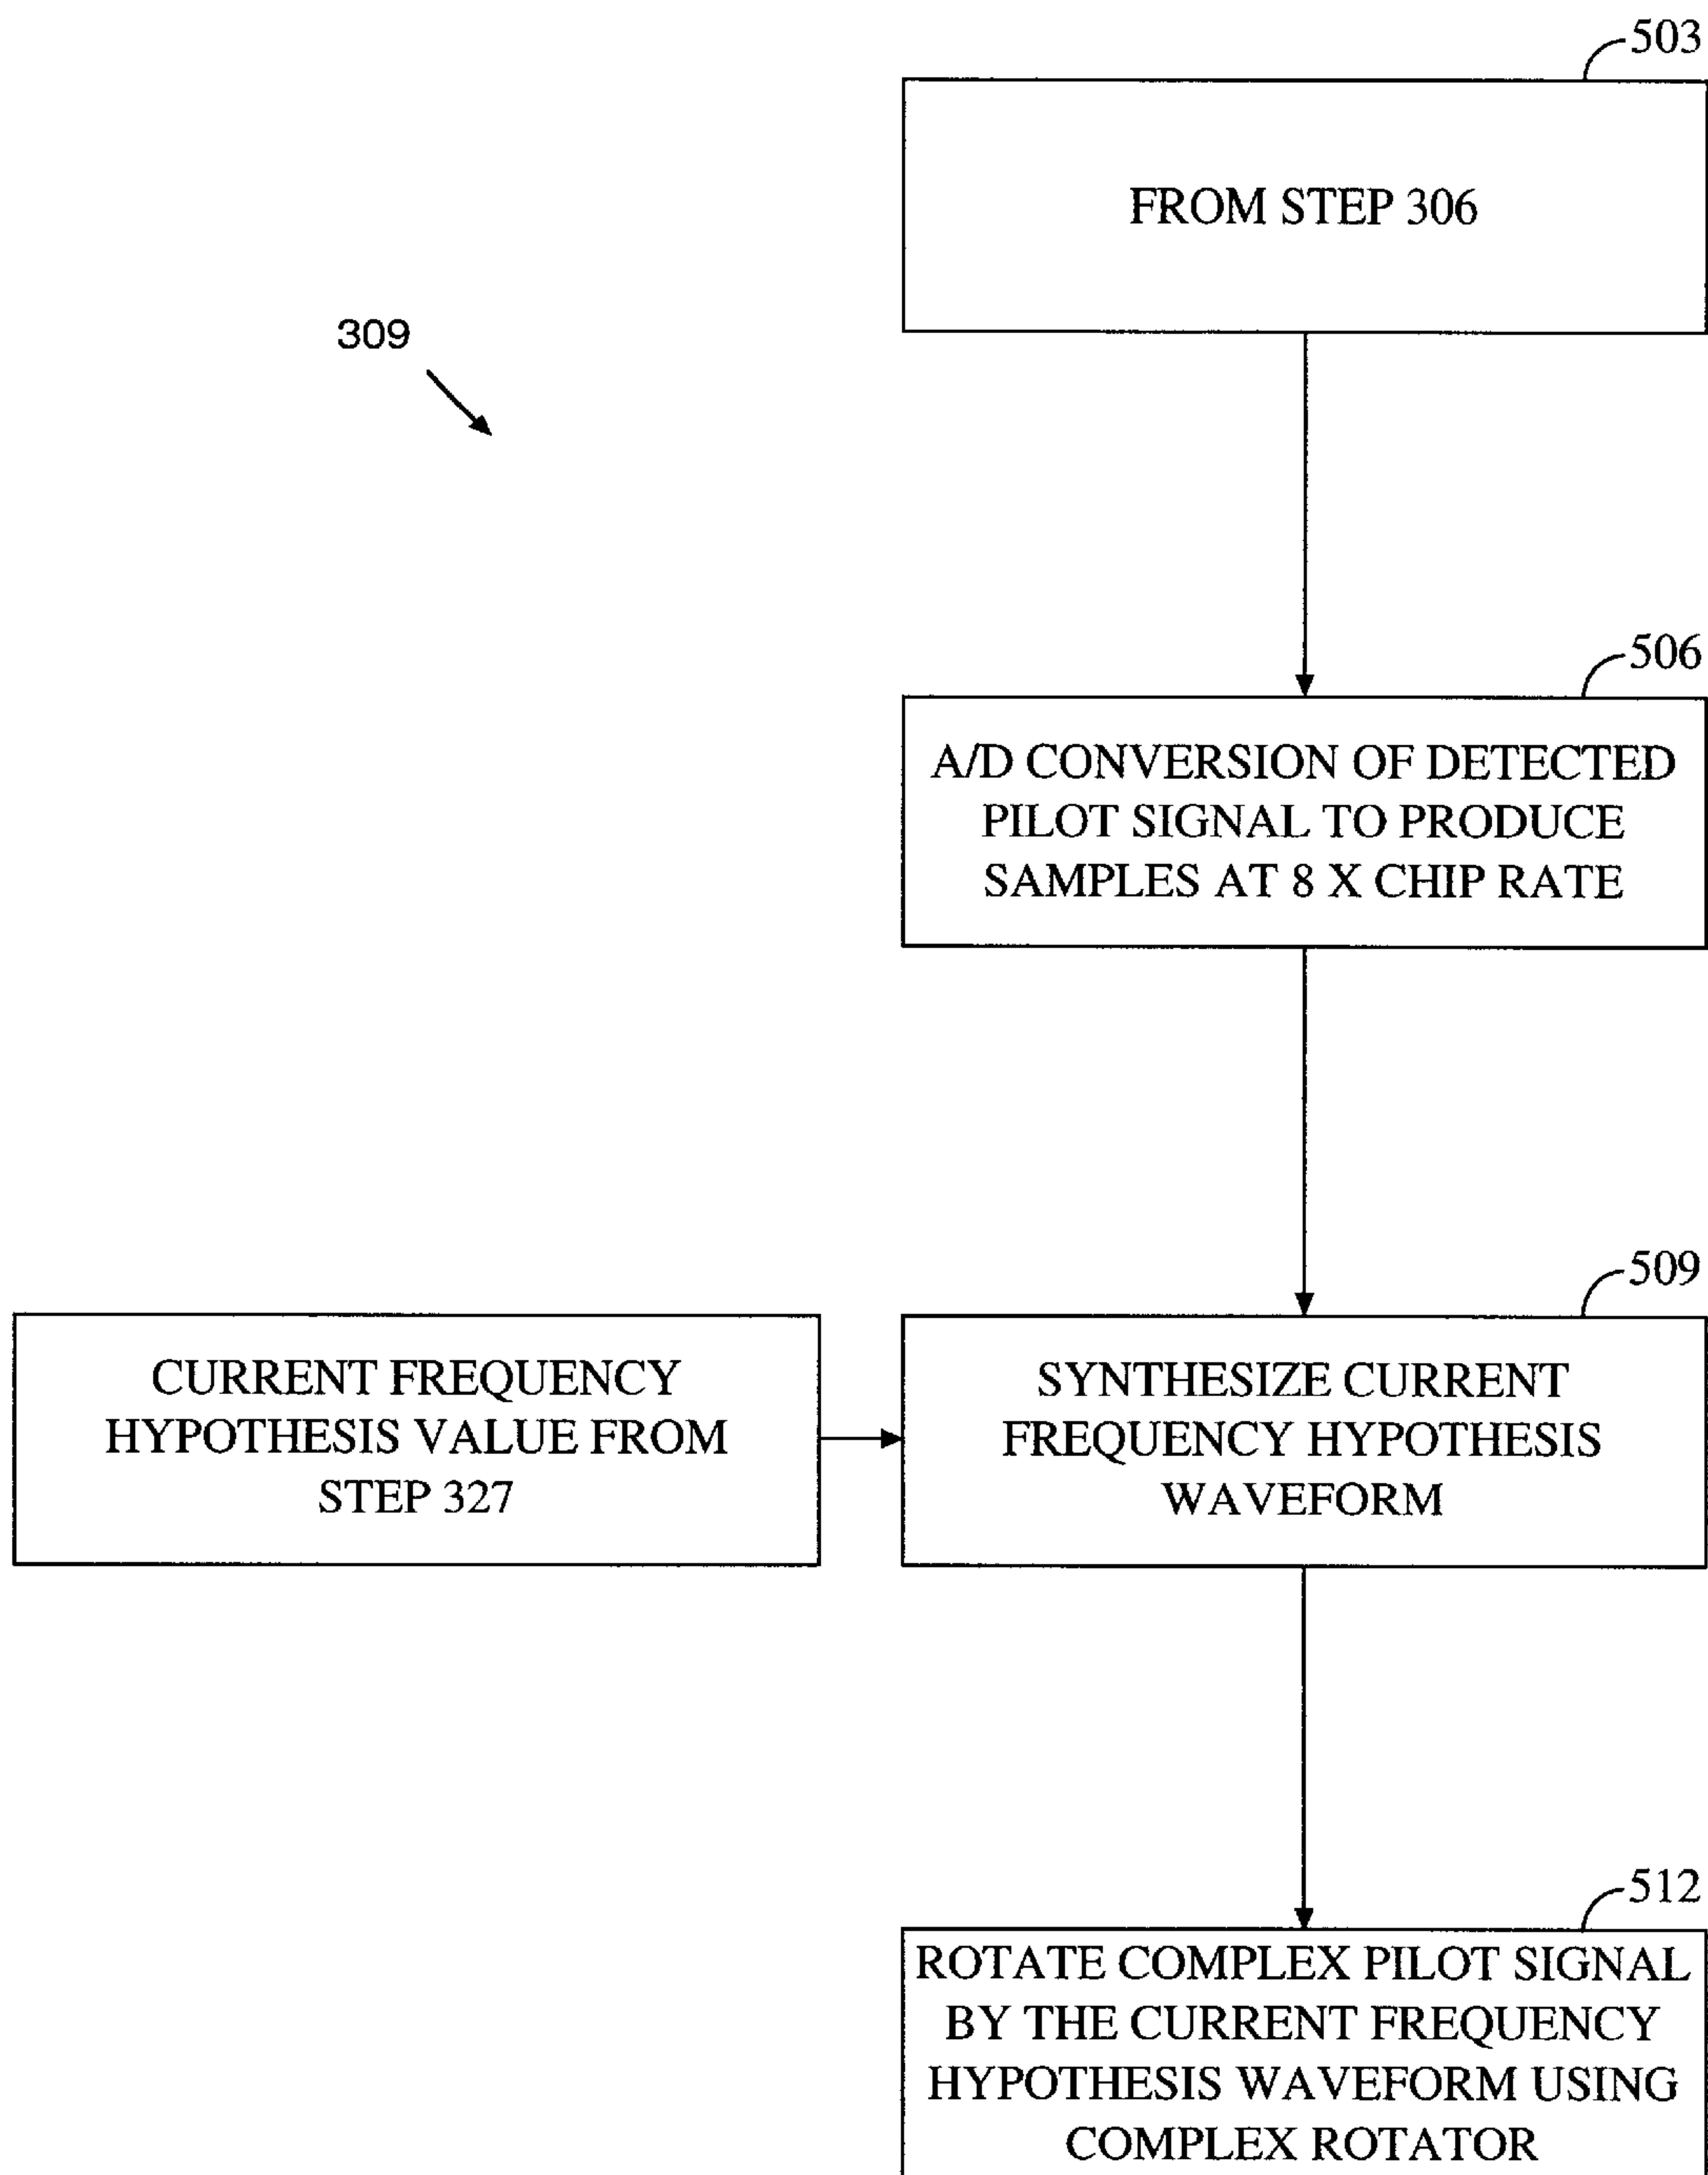 503
FROM STEP 306
309
506
A/D CONVERSION OF DETECTED
PILOT SIGNAL TO PRODUCE
SAMPLES AT 8 X CHIP RATE
509
CURRENT FREQUENCY
HYPOTHESIS VALUE FROM
STEP 327
SYNTHESIZE CURRENT
FREQUENCY HYPOTHESIS
WAVEFORM
512
ROTATE COMPLEX PILOT SIGNAL
BY THE CURRENT FREQUENCY
HYPOTHESIS WAVEFORM USING
COMPLEX ROTATOR